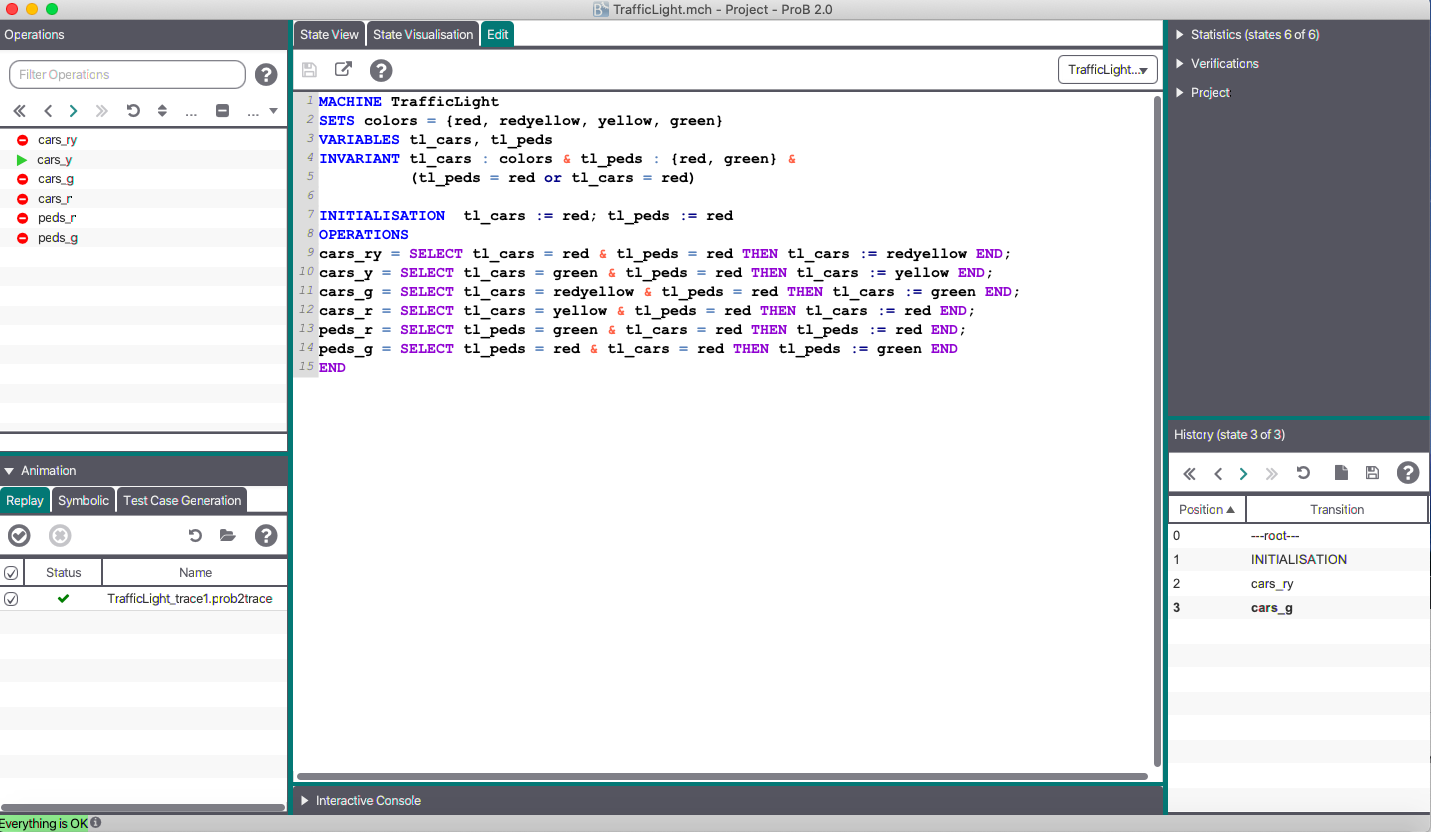 TrafficLight.mch - Project - ProB 2.0
Operations
Filter Operations
...
...
cars_ry
cars_y
cars_g
cars_r
peds_r
peds_g
Animation
Replay Symbolic Test Case Generation
Status Name
TrafficLight_trace1.prob2trace
Everything is OK
State View State Visualisation Edit
TrafficLight...
1 MACHINE TrafficLight
2 SETS colors = {red, redyellow, yellow, green}
3 VARIABLES tl_cars, tl_peds
4 INVARIANT tl_cars : colors & tl_peds : {red, green} &
5 (tl_peds = red or tl_cars = red)
6
7 INITIALISATION tl_cars := red; tl_peds := red
8 OPERATIONS
9 cars_ry = SELECT tl_cars = red & tl_peds = red THEN tl_cars := redyellow END;
10 cars_y = SELECT tl_cars = green & tl_peds = red THEN tl_cars := yellow END;
11 cars_g = SELECT tl_cars = redyellow & tl_peds = red THEN tl_cars := green END;
12 cars_r = SELECT tl_cars = yellow & tl_peds = red THEN tl_cars := red END;
13 peds_r = SELECT tl_peds = green & tl_cars = red THEN tl_peds := red END;
14 peds_g = SELECT tl_peds = red & tl_cars = red THEN tl_peds := green END
15 END
Interactive Console
Statistics (states 6 of 6)
Verifications
Project
History (state 3 of 3)
Position Transition
0 ---root---
1 INITIALISATION
2 cars_ry
3 cars_g